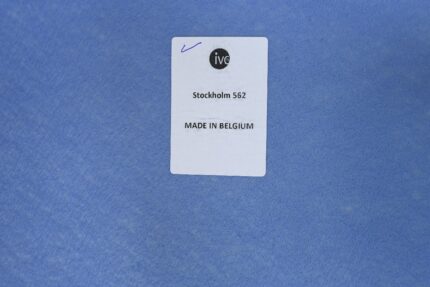 ivc
Stockholm 562
MADE IN BELGIUM